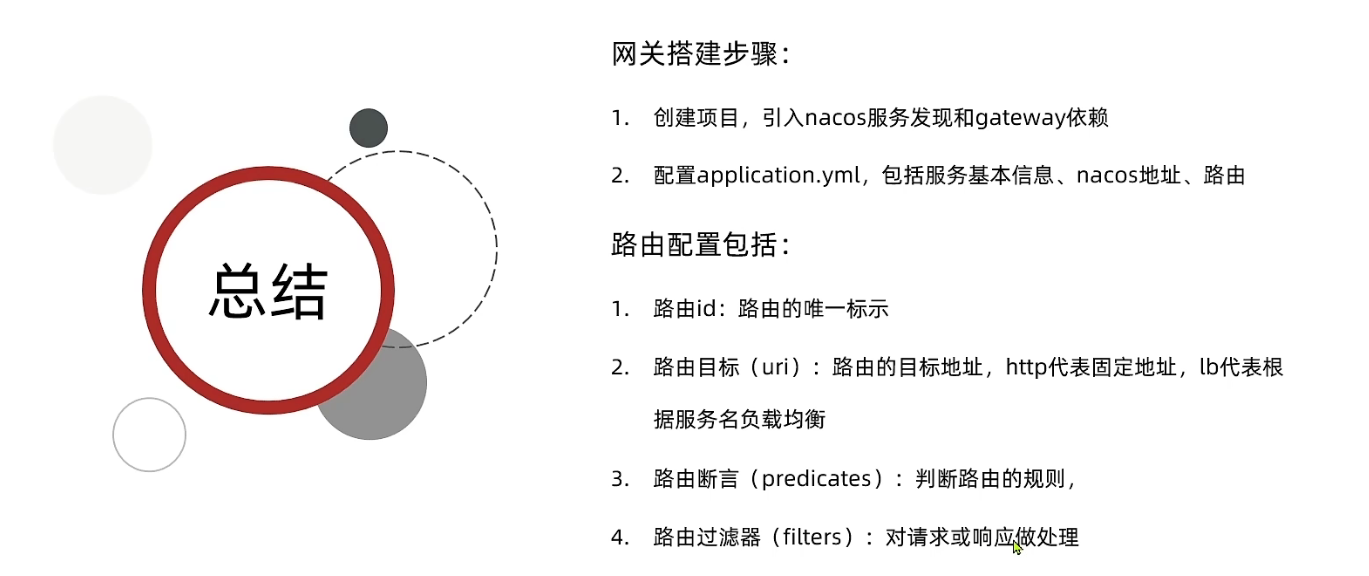 总结
网关搭建步骤：
1. 创建项目，引入nacos服务发现和gateway依赖
2. 配置application.yml，包括服务基本信息、nacos地址、路由
路由配置包括：
1. 路由id：路由的唯一标示
2. 路由目标（uri）：路由的目标地址，http代表固定地址，lb代表根
据服务名负载均衡
3. 路由断言（predicates）：判断路由的规则，
4. 路由过滤器（filters）：对请求或响应做处理